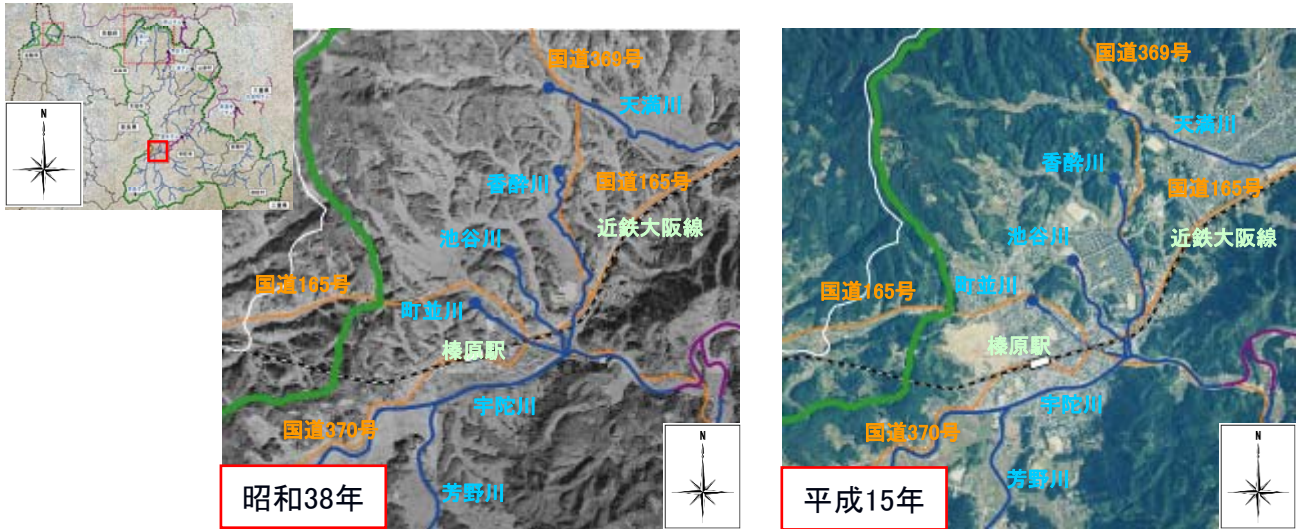 N
国道369号
天満川
香酔川
国道165号
近鉄大阪線
池谷川
国道165号
町並川
榛原駅
宇陀川
国道370号
芳野川
昭和38年
N
国道369号
天満川
香酔川
国道165号
近鉄大阪線
池谷川
国道165号
町並川
榛原駅
宇陀川
国道370号
芳野川
平成15年
N